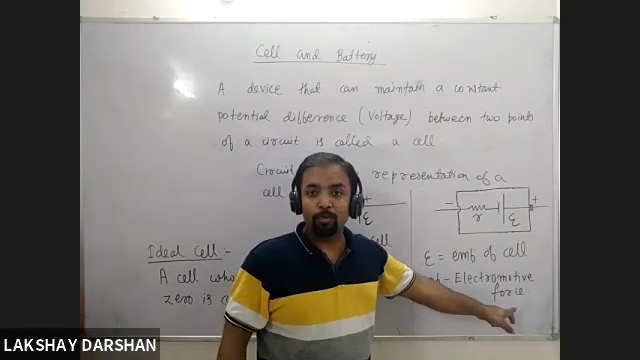 Cell and Battery
A device that can maintain a constant
potential difference (Voltage) between two points
of a circuit is called a cell
Circuit representation of a
cell
+ - +
ε r ε
Ideal Cell:- cell ε = emf of cell
A cell - Electromotive
zero is force
LAKSHAY DARSHAN